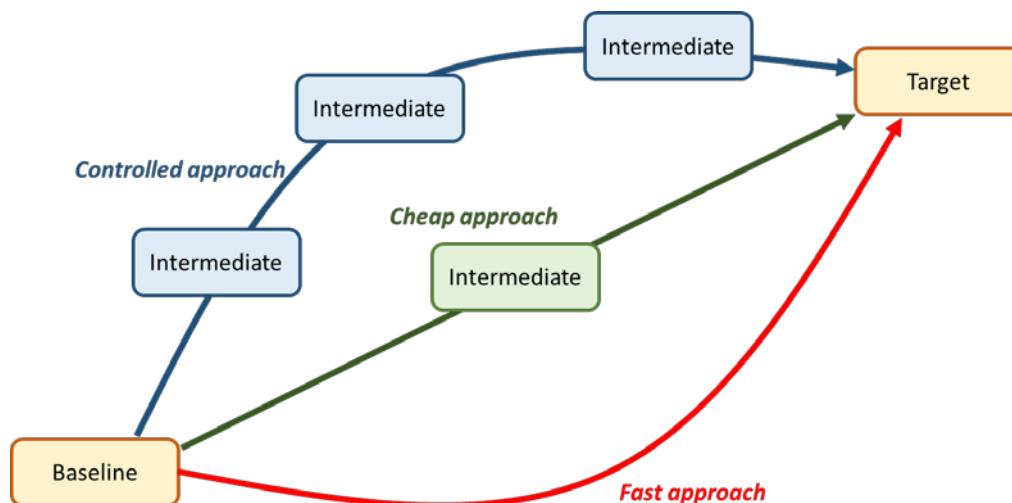 Intermediate
Target
Intermediate
Controlled approach
Cheap approach
Intermediate
Intermediate
Baseline
Fast approach